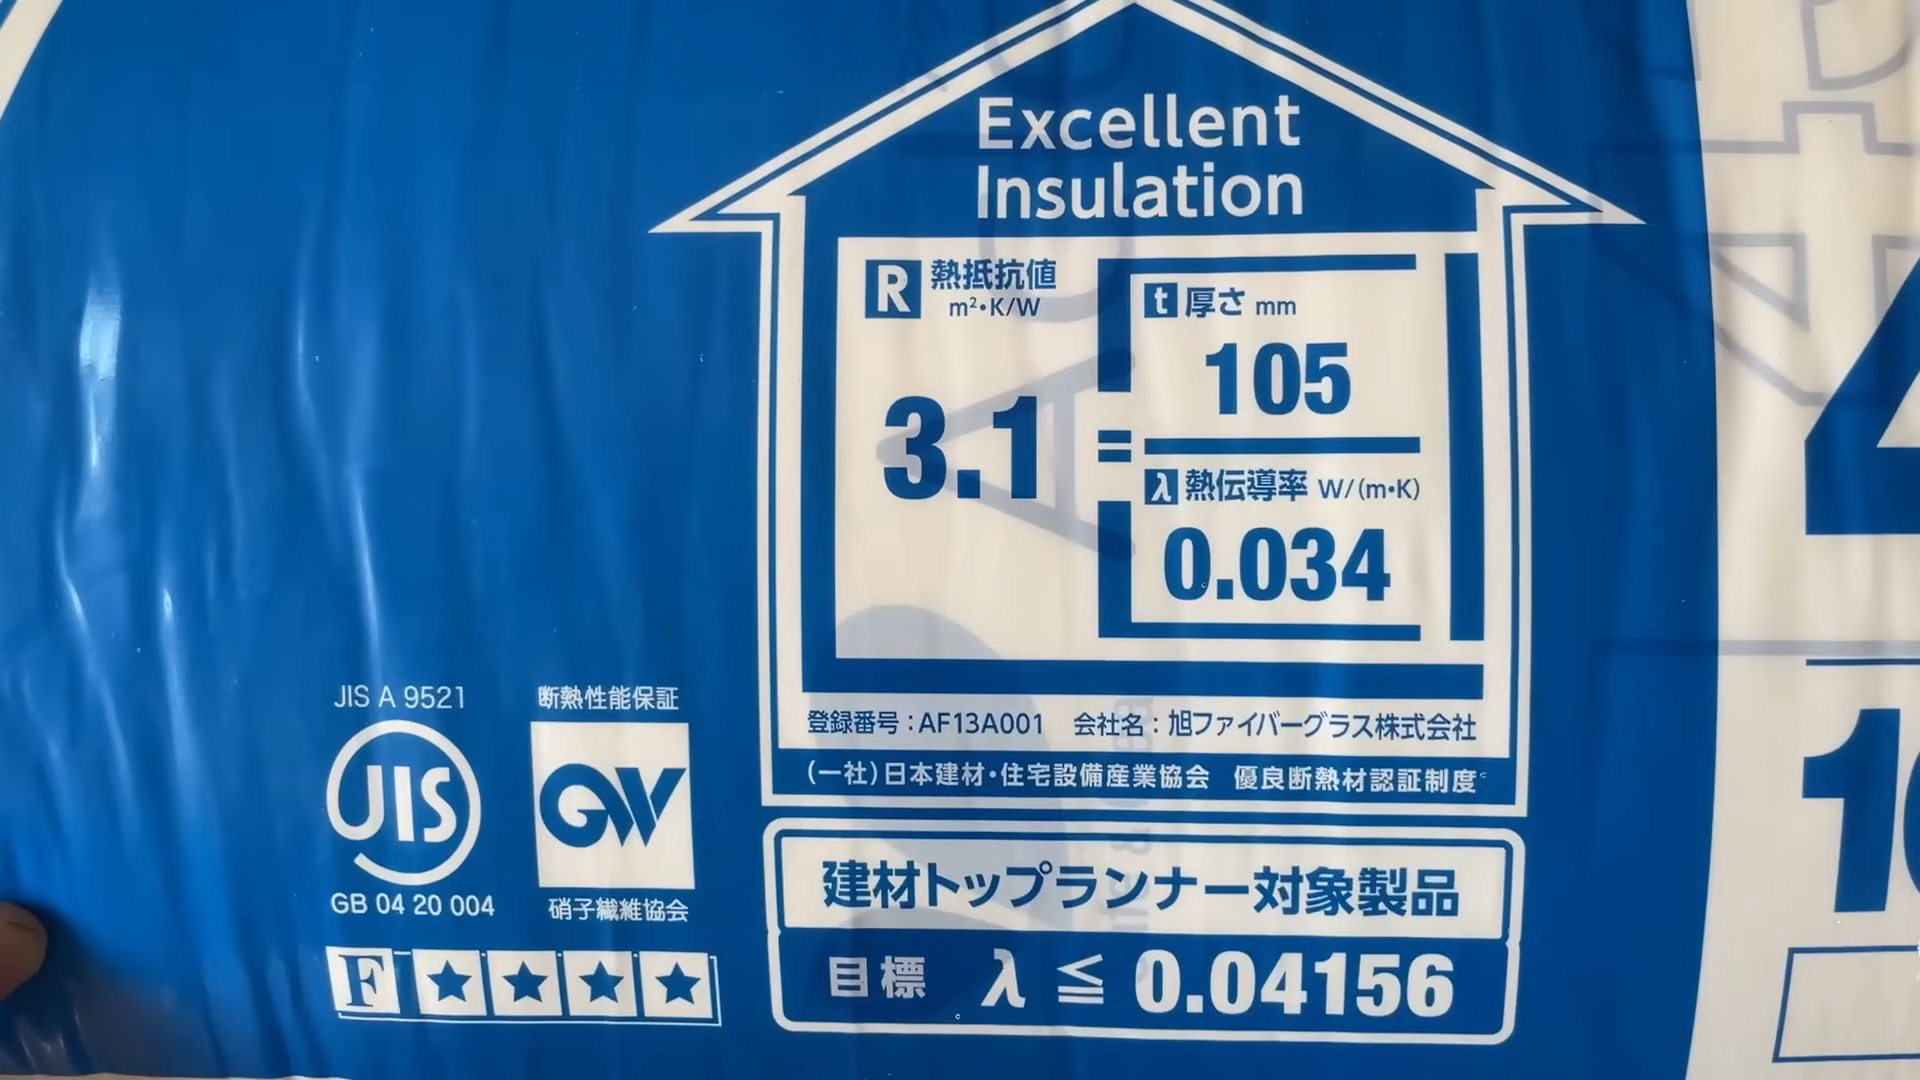 Excellent
Insulation
R 熱抵抗値
m²・K/W
3.1
=
t 厚さ mm
105
λ 熱伝導率 W/(m・K)
0.034
登録番号：AF13A001 会社名：旭ファイバーグラス株式会社
(一社)日本建材・住宅設備産業協会 優良断熱材認証制度
建材トップランナー対象製品
目標 λ ≦ 0.04156
JIS A 9521
JIS
GB 04 20 004
断熱性能保証
GW
硝子繊維協会
F ★ ★ ★ ★